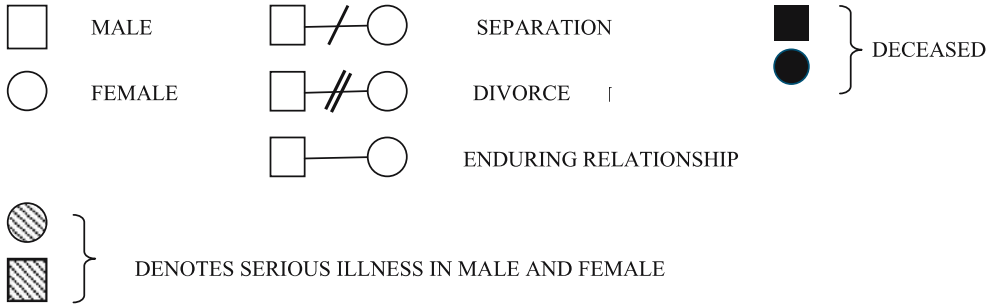 MALE
SEPARATION
DECEASED
FEMALE
DIVORCE
ENDURING RELATIONSHIP
DENOTES SERIOUS ILLNESS IN MALE AND FEMALE